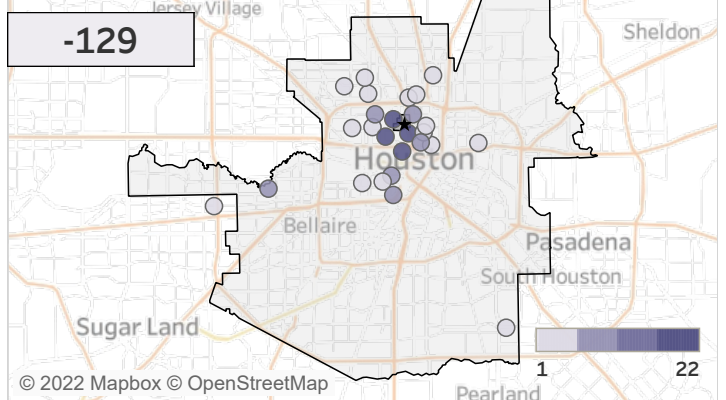 Jersey Village
-129
Sheldon
Houston
Bellaire
Pasadena
South Houston
Sugar Land
1
22
© 2022 Mapbox © OpenStreetMap
Pearland